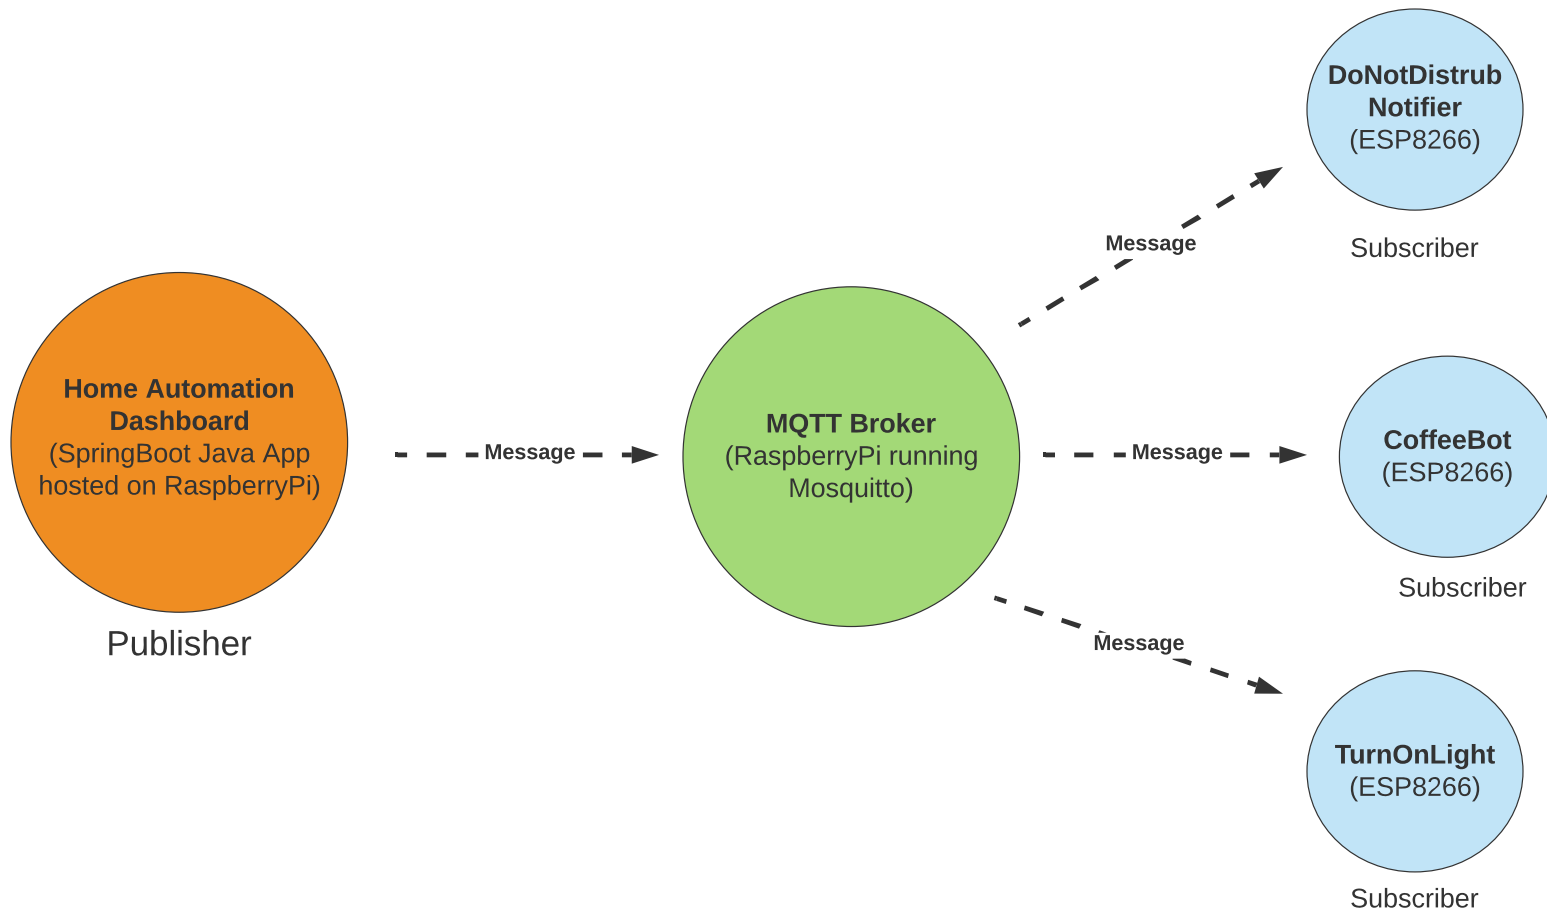 Home Automation
Dashboard
(SpringBoot Java App
hosted on RaspberryPi)
Publisher
Message
MQTT Broker
(RaspberryPi running
Mosquitto)
Message
DoNotDistrub
Notifier
(ESP8266)
Subscriber
Message
CoffeeBot
(ESP8266)
Subscriber
Message
TurnOnLight
(ESP8266)
Subscriber